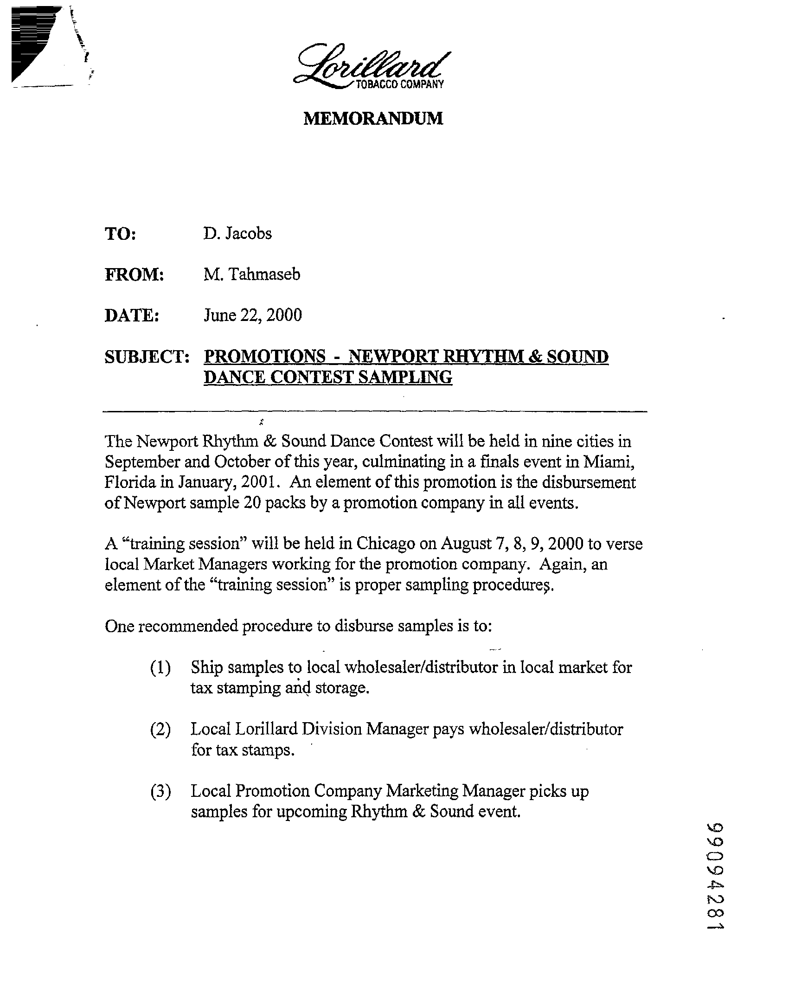 Lorillard
TOBACCO COMPANY
MEMORANDUM
TO: D. Jacobs
FROM: M. Tahmaseb
DATE: June 22, 2000
SUBJECT: PROMOTIONS - NEWPORT RHYTHM & SOUND
DANCE CONTEST SAMPLING
The Newport Rhythm & Sound Dance Contest will be held in nine cities in
September and October of this year, culminating in a finals event in Miami,
Florida in January, 2001. An element of this promotion is the disbursement
of Newport sample 20 packs by a promotion company in all events.
A “training session” will be held in Chicago on August 7, 8, 9, 2000 to verse
local Market Managers working for the promotion company. Again, an
element of the “training session” is proper sampling procedures.
One recommended procedure to disburse samples is to:
(1) Ship samples to local wholesaler/distributor in local market for
tax stamping and storage.
(2) Local Lorillard Division Manager pays wholesaler/distributor
for tax stamps.
(3) Local Promotion Company Marketing Manager picks up
samples for upcoming Rhythm & Sound event.
99094281